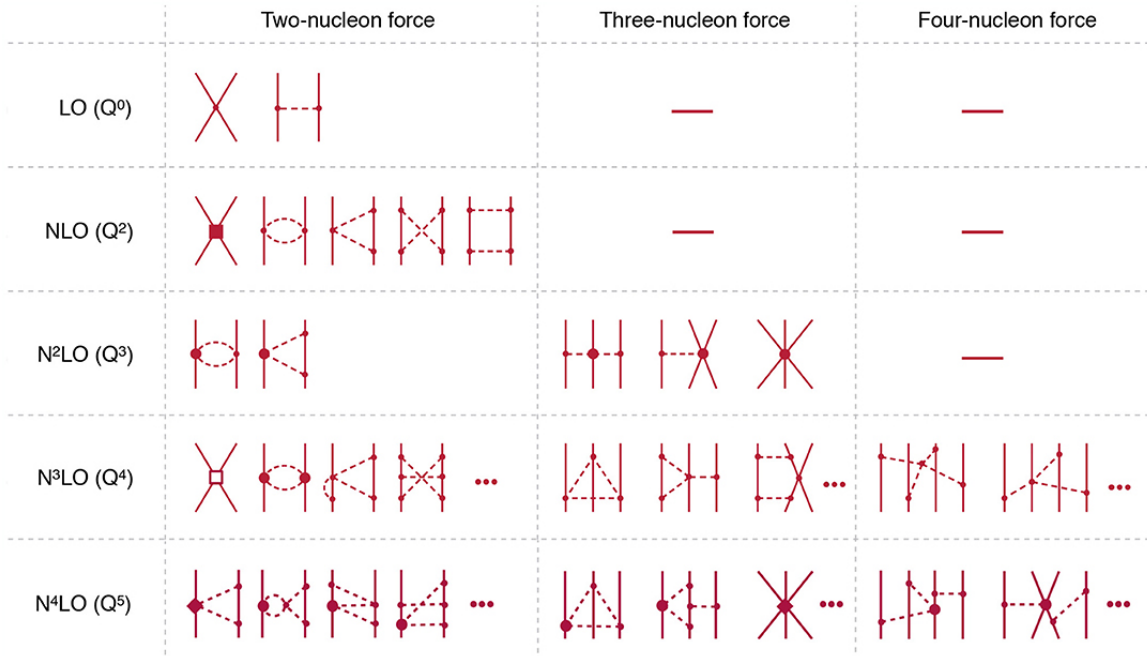 Two-nucleon force
Three-nucleon force
Four-nucleon force
LO (Q⁰)
NLO (Q²)
N²LO (Q³)
N³LO (Q⁴)
N⁴LO (Q⁵)